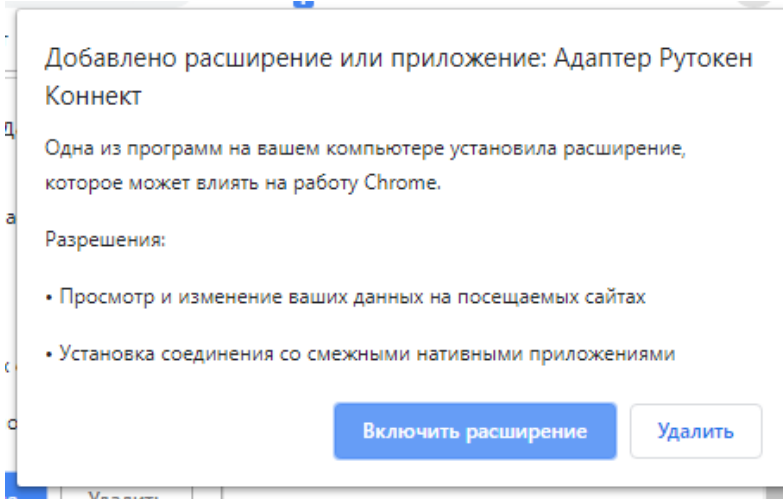 Добавлено расширение или приложение: Адаптер Рутокен
Коннект
Одна из программ на вашем компьютере установила расширение,
которое может влиять на работу Chrome.
Разрешения:
• Просмотр и изменение ваших данных на посещаемых сайтах
• Установка соединения со смежными нативными приложениями
Включить расширение
Удалить
Удалить